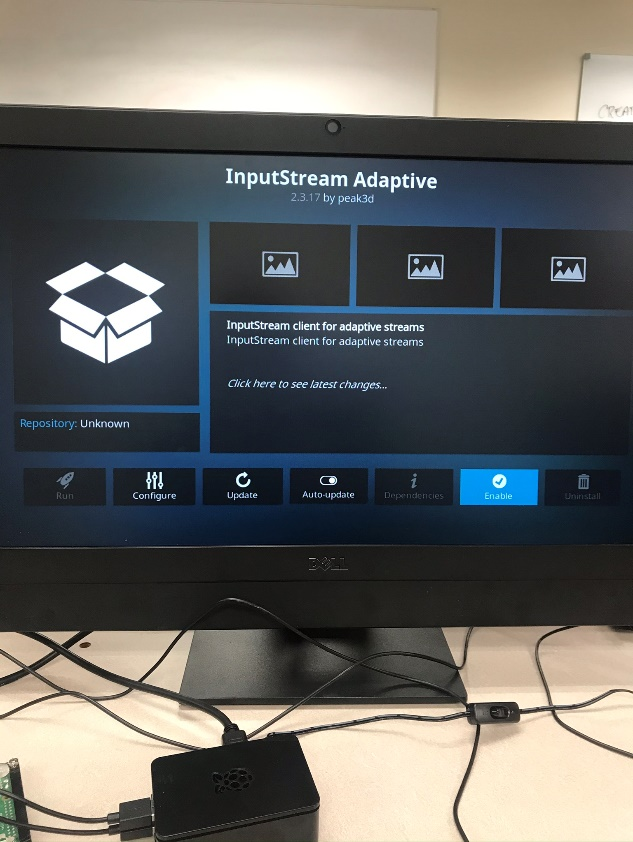 CREAT
InputStream Adaptive
2.3.17 by peak3d
InputStream client for adaptive streams
InputStream client for adaptive streams
Click here to see latest changes...
Repository: Unknown
Run
Configure
Update
Auto-update
Dependencies
Enable
Uninstall
DELL